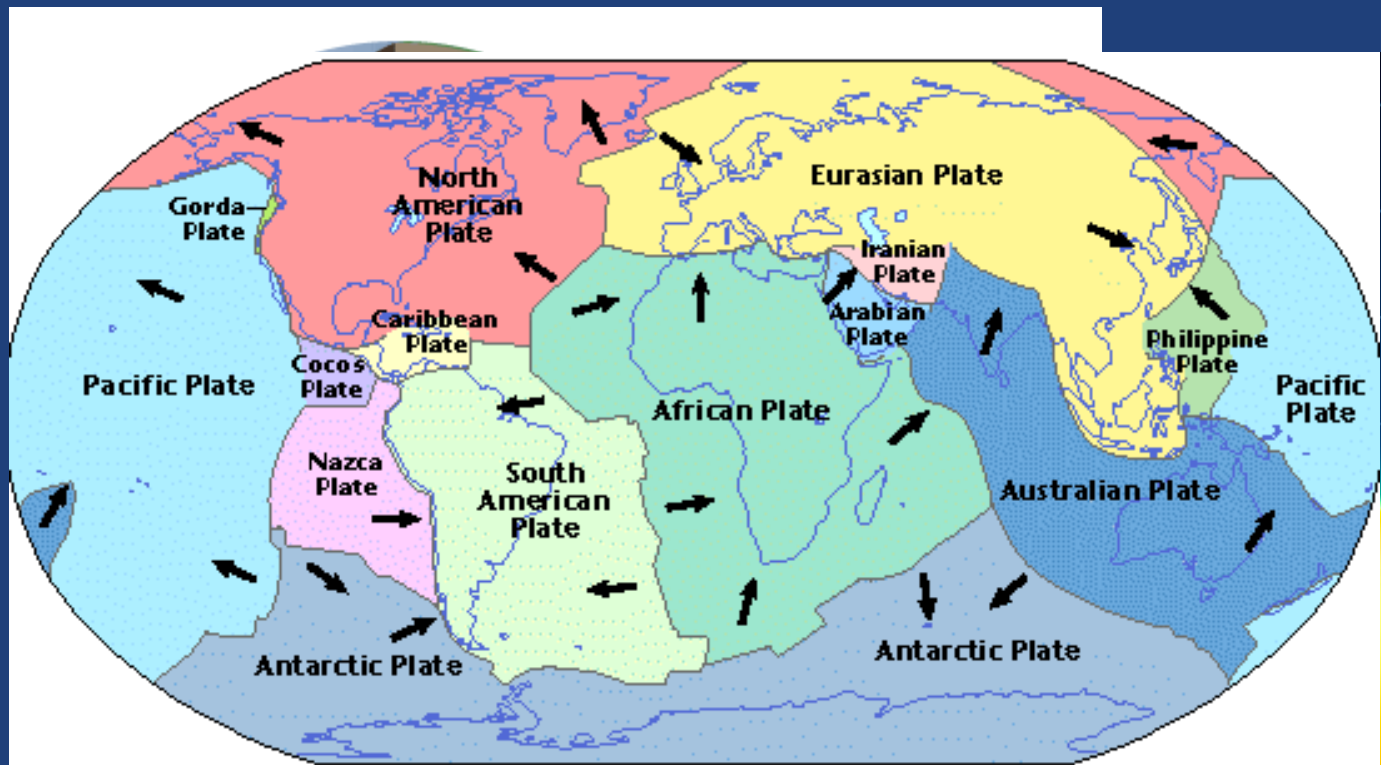 North
American
Plate
Eurasian Plate
Gorda
Plate
Iranian
Plate
Arabian
Plate
Caribbean
Plate
Cocos
Plate
Philippine
Plate
Pacific Plate
Pacific
Plate
African Plate
Nazca
Plate
South
American
Plate
Australian Plate
Antarctic Plate
Antarctic Plate